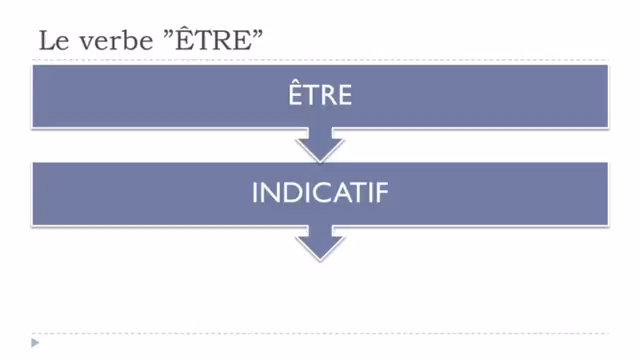 Le verbe ”ÊTRE”
ÊTRE
INDICATIF